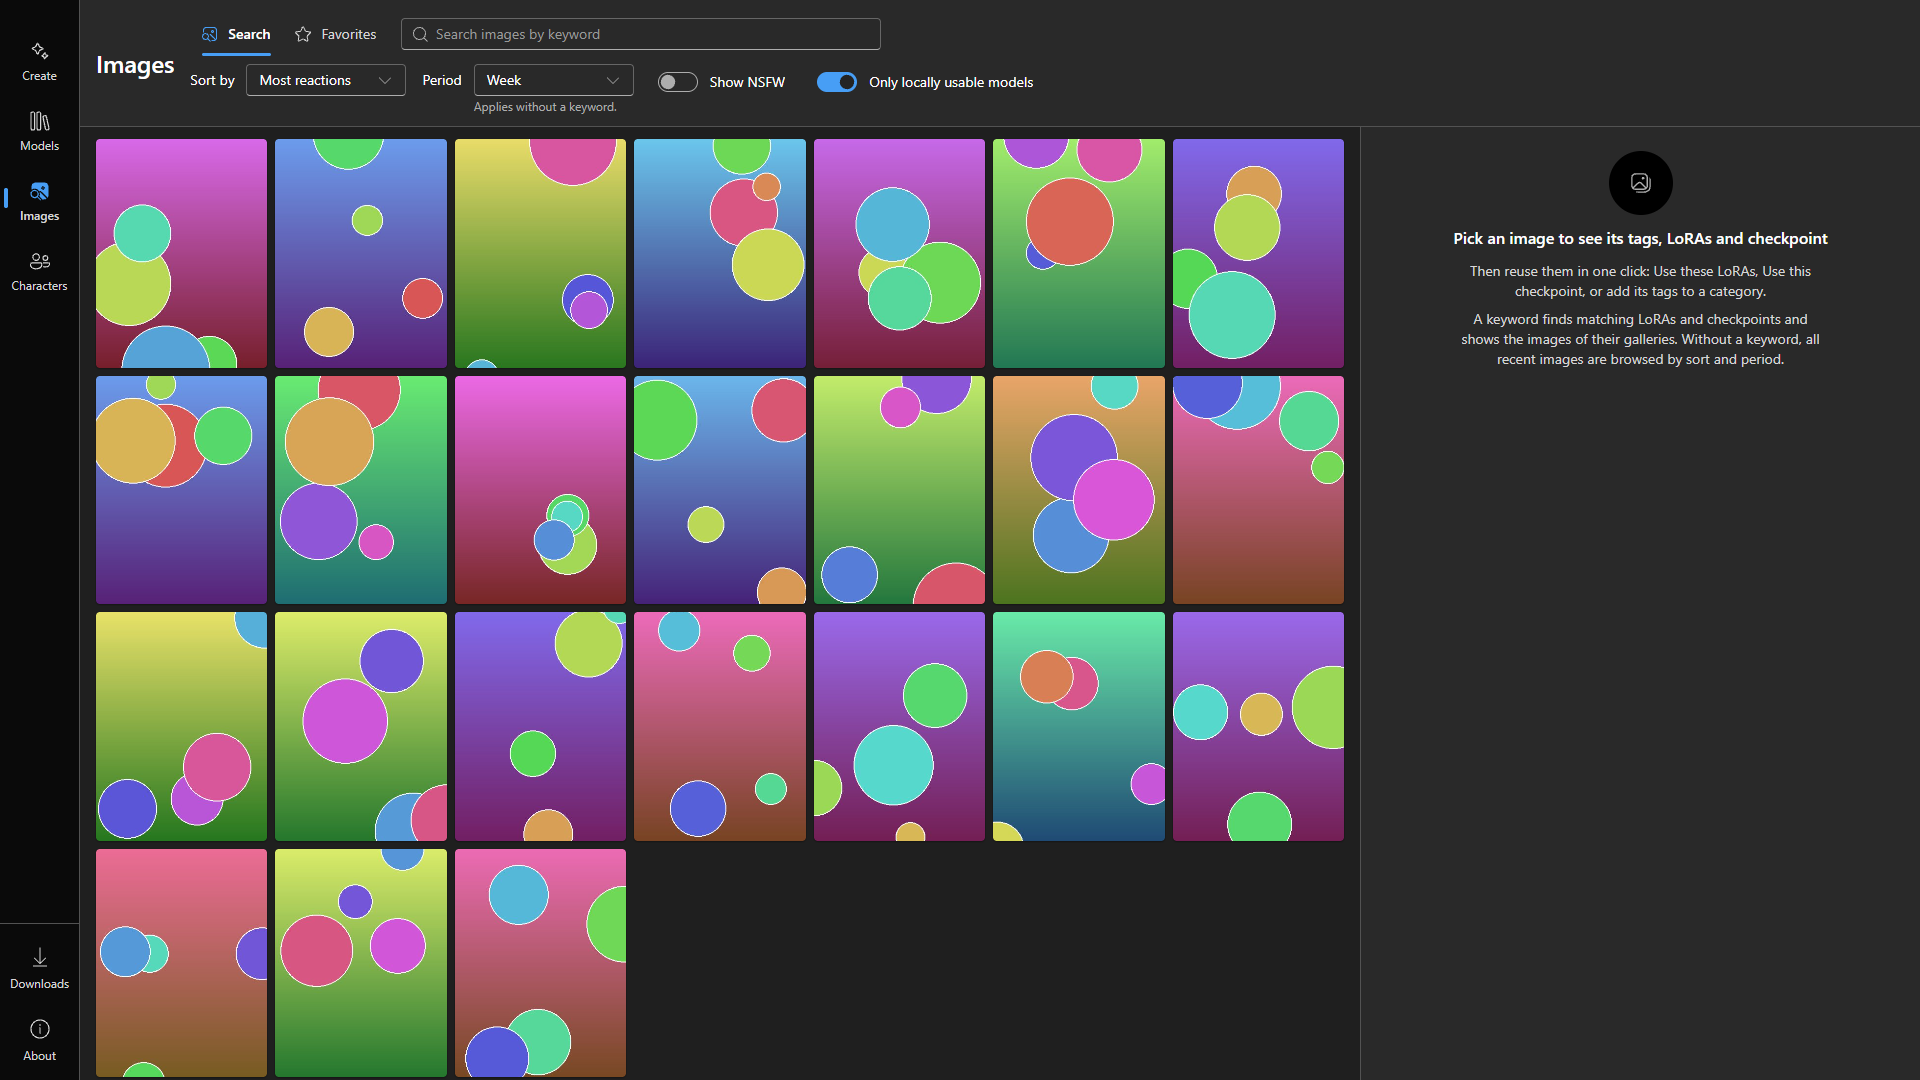 Create
Models
Images
Characters
Downloads
About
Images
Search
Favorites
Search images by keyword
Sort by
Most reactions
Period
Week
Applies without a keyword.
Show NSFW
Only locally usable models
Pick an image to see its tags, LoRAs and checkpoint
Then reuse them in one click: Use these LoRAs, Use this
checkpoint, or add its tags to a category.
A keyword finds matching LoRAs and checkpoints and
shows the images of their galleries. Without a keyword, all
recent images are browsed by sort and period.